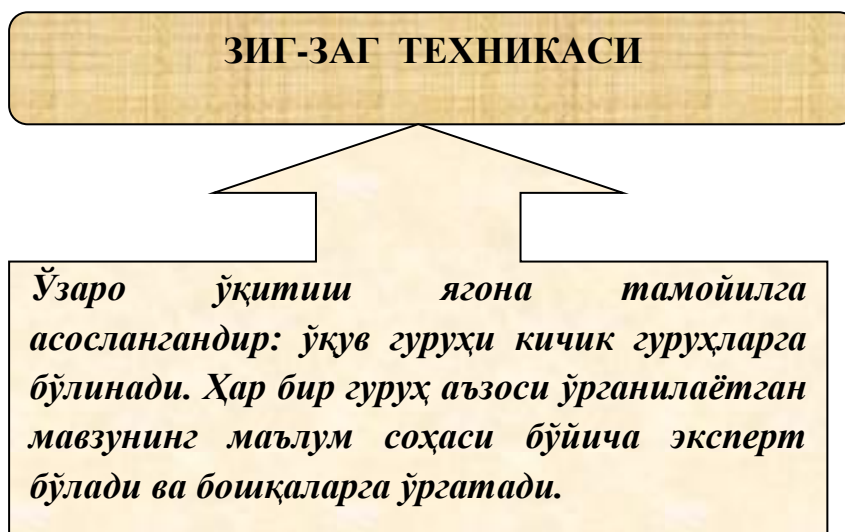 ЗИГ-ЗАГ ТЕХНИКАСИ
Ўзаро ўқитиш ягона тамойилга
асослангандир: ўқув гуруҳи кичик гуруҳларга
бўлинади. Ҳар бир гуруҳ аъзоси ўрганилаётган
мавзунинг маълум соҳаси бўйича эксперт
бўлади ва бошқаларга ўргатади.